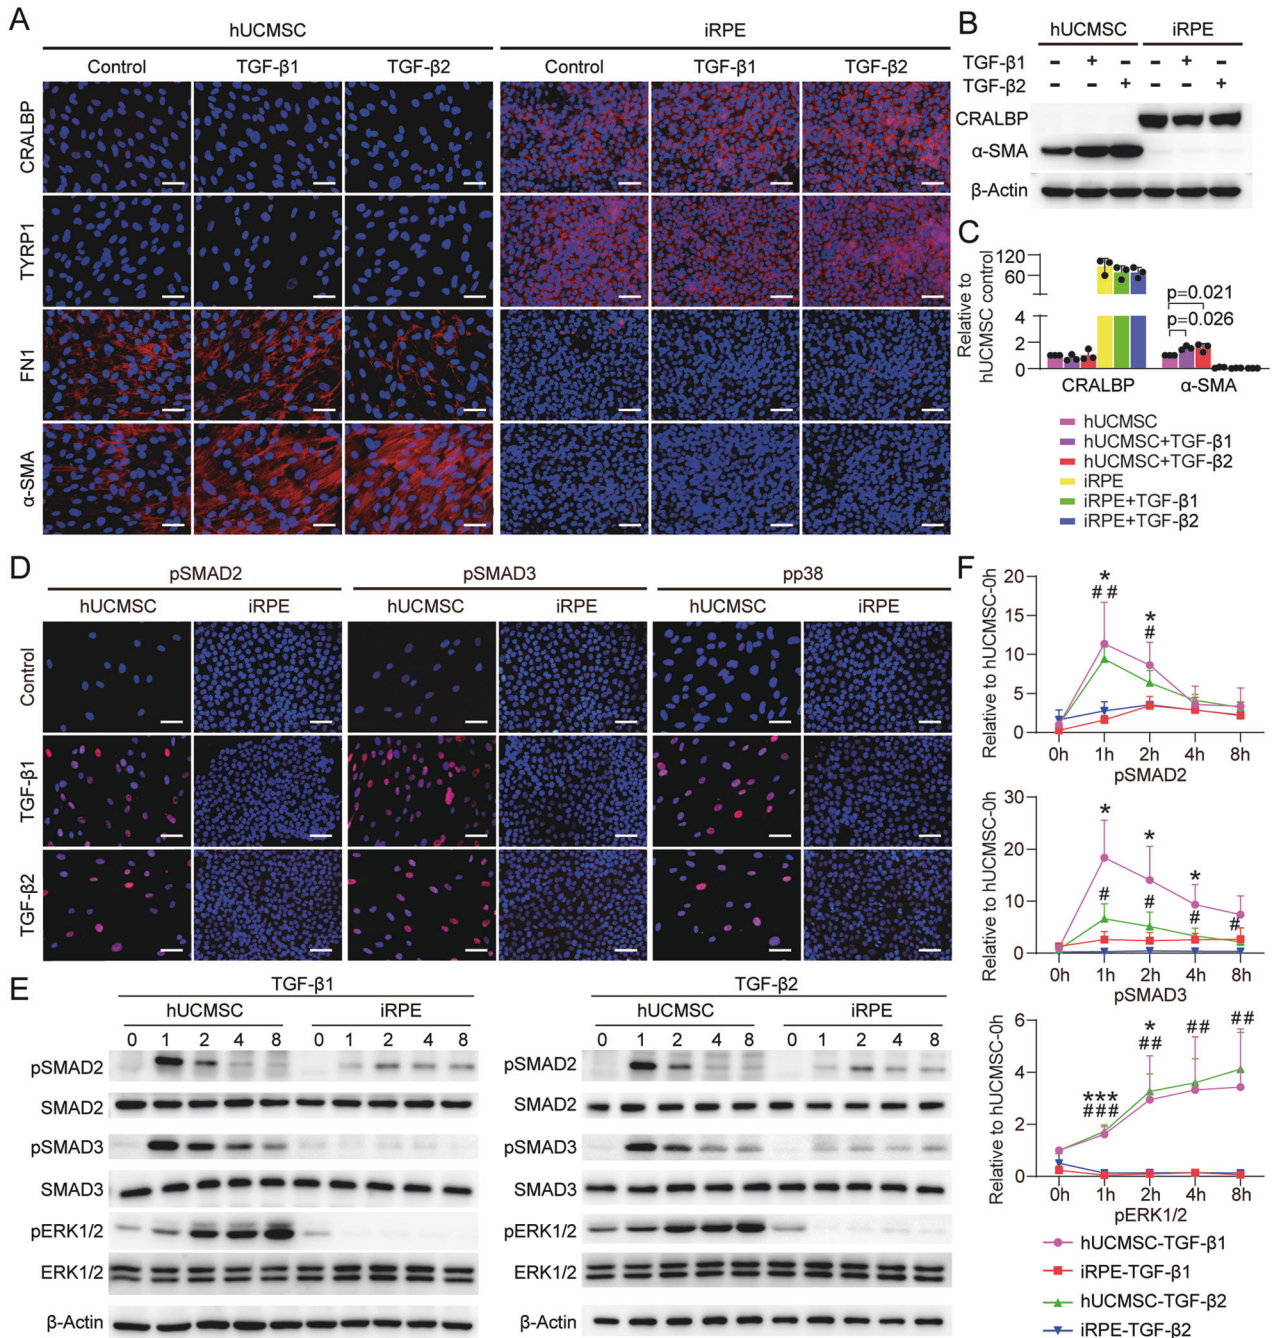 A
hUCMSC iRPE
Control TGF-β1 TGF-β2 Control TGF-β1 TGF-β2
CRALBP
TYRP1
FN1
α-SMA
B
hUCMSC iRPE
TGF-β1 - + - - + -
TGF-β2 - - + - - +
CRALBP
α-SMA
β-Actin
C
Relative to
hUCMSC control
120
60
4
2
0
p=0.021
p=0.026
CRALBP α-SMA
hUCMSC
hUCMSC+TGF-β1
hUCMSC+TGF-β2
iRPE
iRPE+TGF-β1
iRPE+TGF-β2
D
pSMAD2 pSMAD3 pp38
hUCMSC iRPE hUCMSC iRPE hUCMSC iRPE
Control
TGF-β1
TGF-β2
E
TGF-β1 TGF-β2
hUCMSC iRPE hUCMSC iRPE
0 1 2 4 8 0 1 2 4 8 0 1 2 4 8 0 1 2 4 8
pSMAD2 pSMAD2
SMAD2 SMAD2
pSMAD3 pSMAD3
SMAD3 SMAD3
pERK1/2 pERK1/2
ERK1/2 ERK1/2
β-Actin β-Actin
F
Relative to hUCMSC-0h
20
15
10
5
0
*
##
*
#
0h 1h 2h 4h 8h
pSMAD2
Relative to hUCMSC-0h
30
20
10
0
* * *
# # # #
0h 1h 2h 4h 8h
pSMAD3
Relative to hUCMSC-0h
6
4
2
0
***
###
*
##
##
##
0h 1h 2h 4h 8h
pERK1/2
hUCMSC-TGF-β1
iRPE-TGF-β1
hUCMSC-TGF-β2
iRPE-TGF-β2